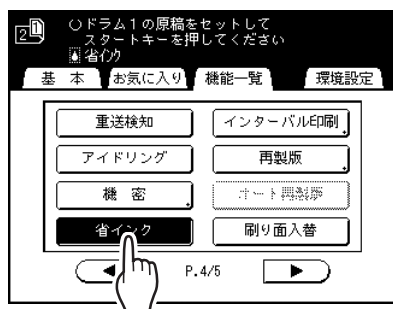 2 1 ○ドラム1の原稿をセットして
スタートキーを押してください
省インク
基 本 お気に入り 機能一覧 環境設定
重送検知 インターバル印刷
アイドリング 再製版
機 密 オート再製版
省インク 刷り面入替
P.4/5